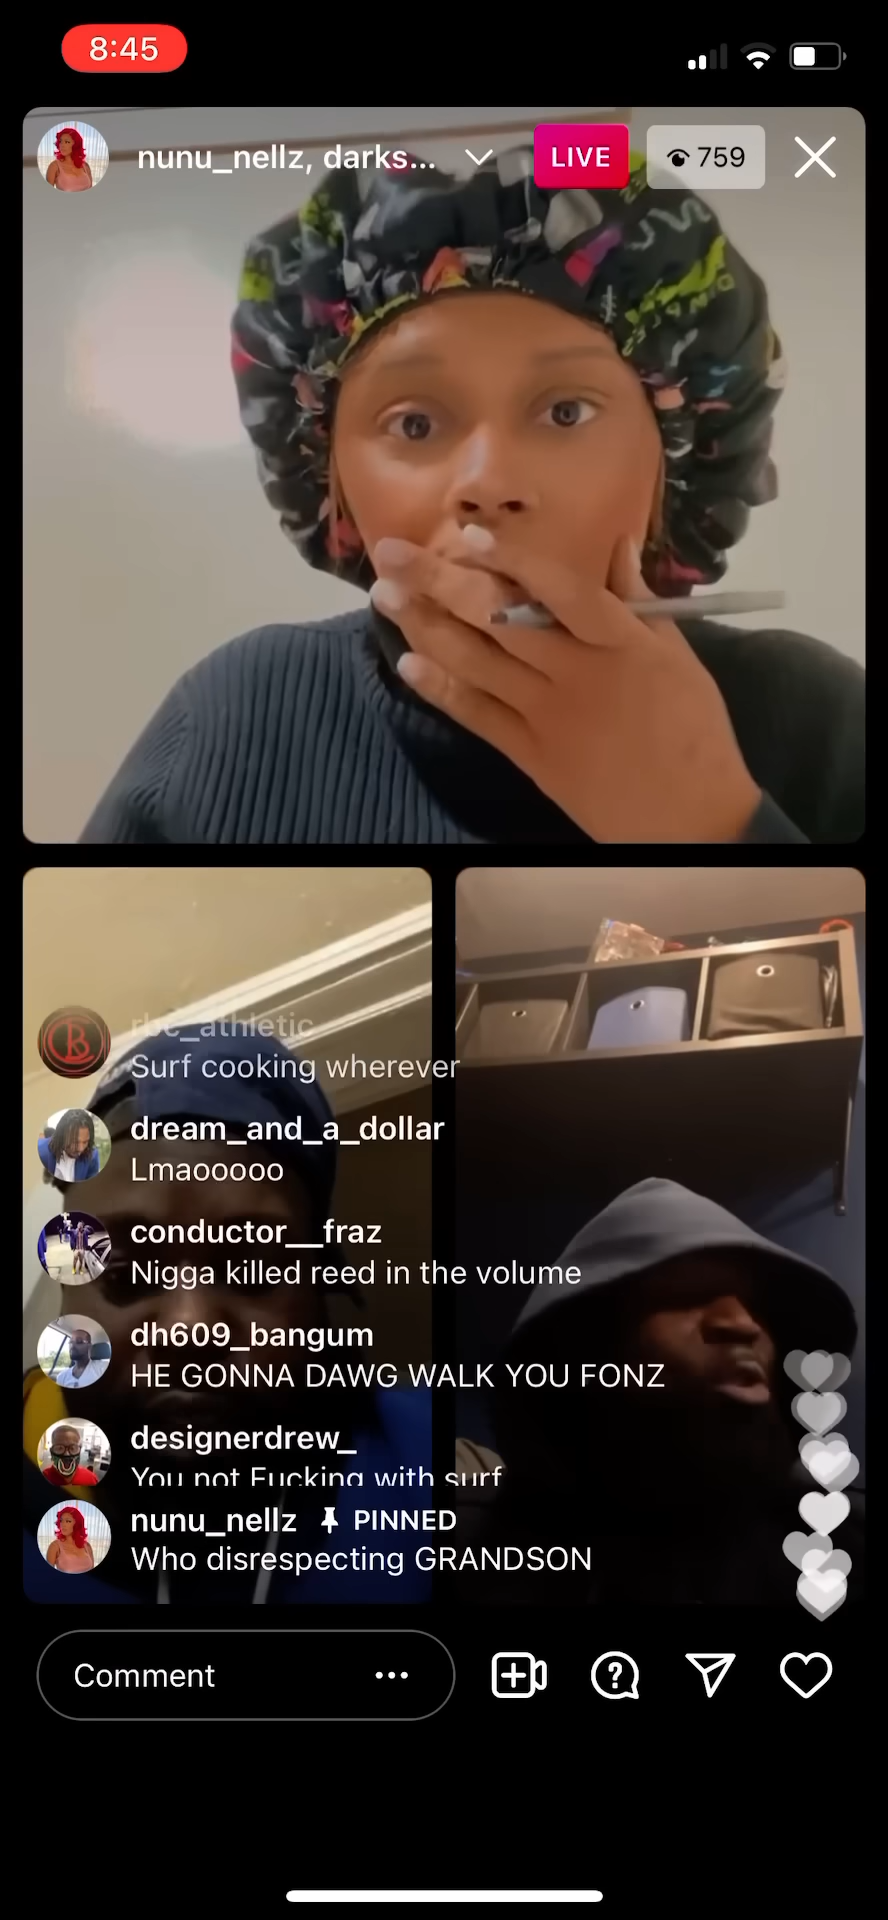 8:45
nunu_nellz, darks...
LIVE
759
rbc_athletic
Surf cooking wherever
dream_and_a_dollar
Lmaooooo
conductor__fraz
Nigga killed reed in the volume
dh609_bangum
HE GONNA DAWG WALK YOU FONZ
designerdrew_
You not Fucking with surf
nunu_nellz PINNED
Who disrespecting GRANDSON
Comment ...